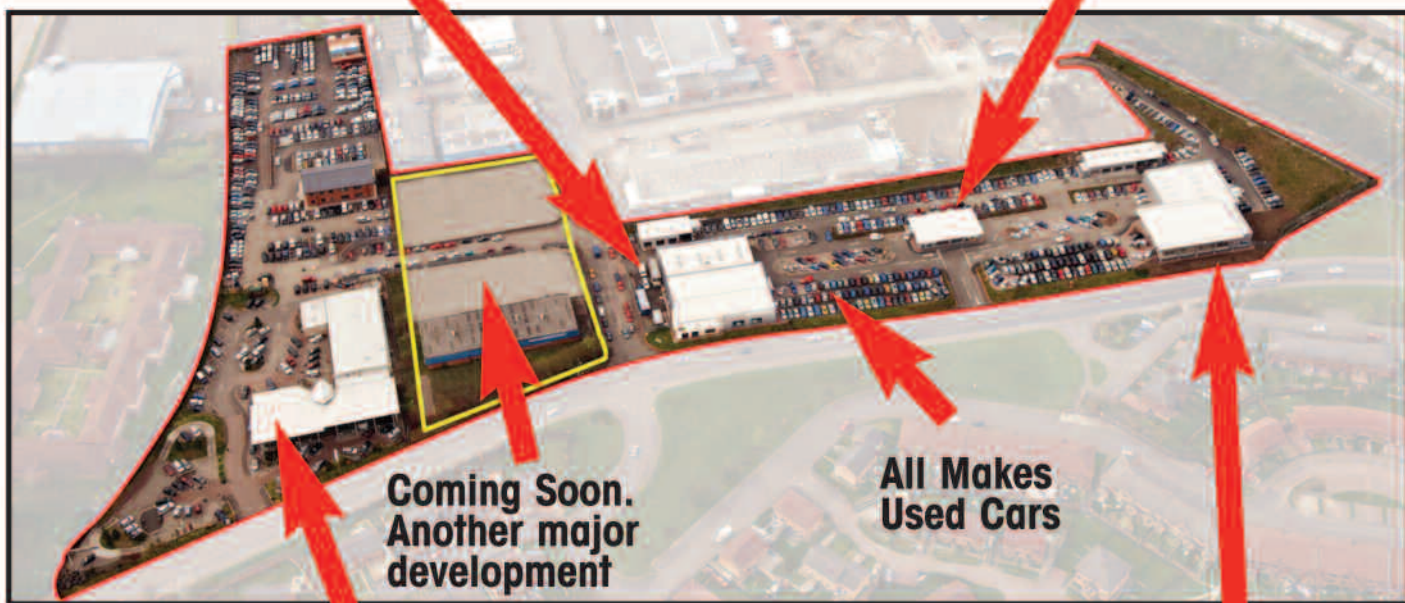 Coming Soon.
Another major
development
All Makes
Used Cars